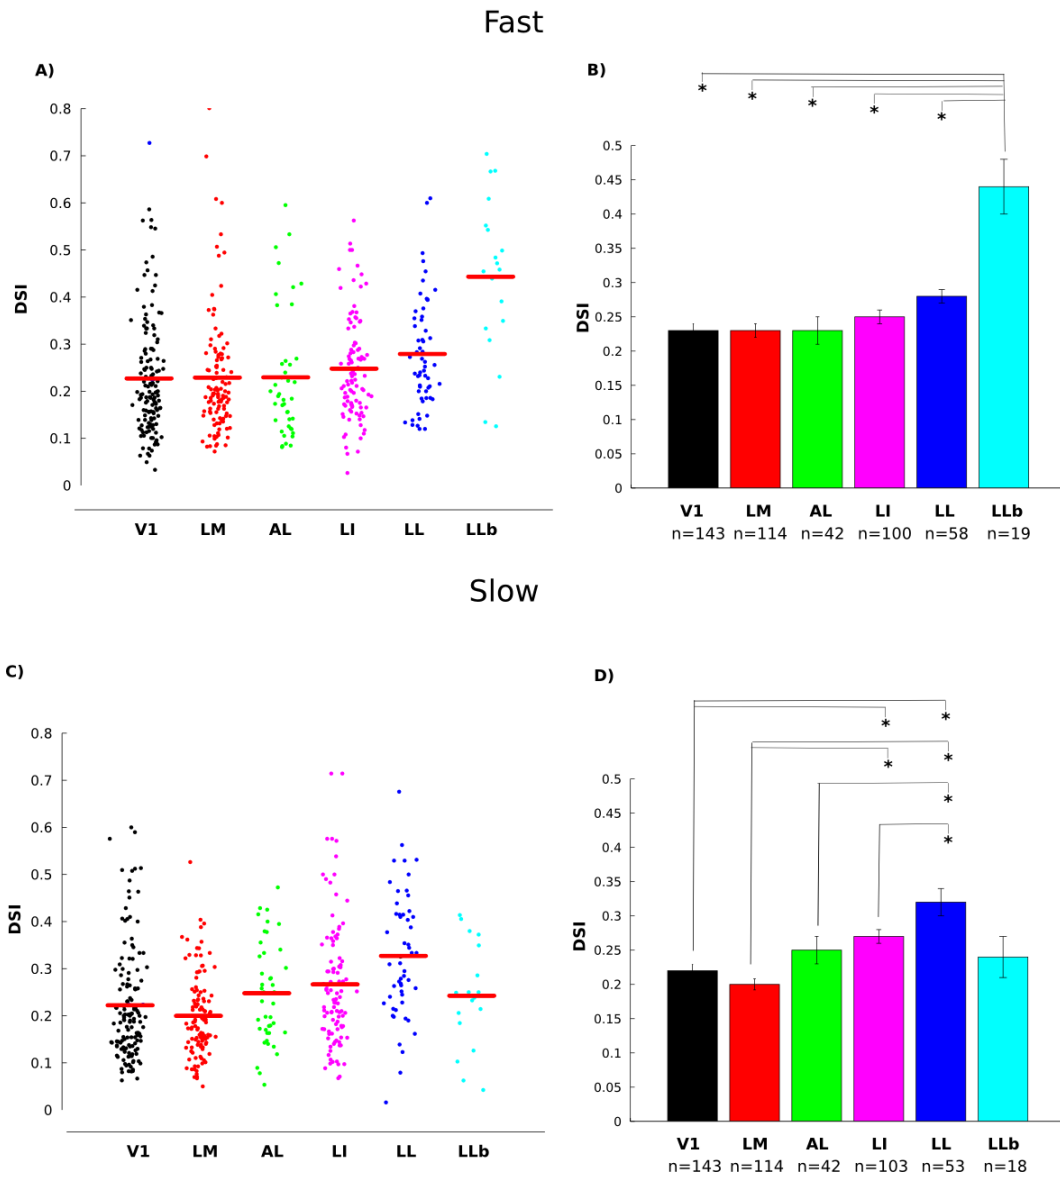 Fast
A)
DSI
0.8
0.7
0.6
0.5
0.4
0.3
0.2
0.1
0
V1 LM AL LI LL LLb
B)
* * * * *
DSI
0.5
0.45
0.4
0.35
0.3
0.25
0.2
0.15
0.1
0.05
0
V1 LM AL LI LL LLb
n=143 n=114 n=42 n=100 n=58 n=19
Slow
C)
DSI
0.8
0.7
0.6
0.5
0.4
0.3
0.2
0.1
0
V1 LM AL LI LL LLb
D)
* *
* *
*
*
DSI
0.5
0.45
0.4
0.35
0.3
0.25
0.2
0.15
0.1
0.05
0
V1 LM AL LI LL LLb
n=143 n=114 n=42 n=103 n=53 n=18